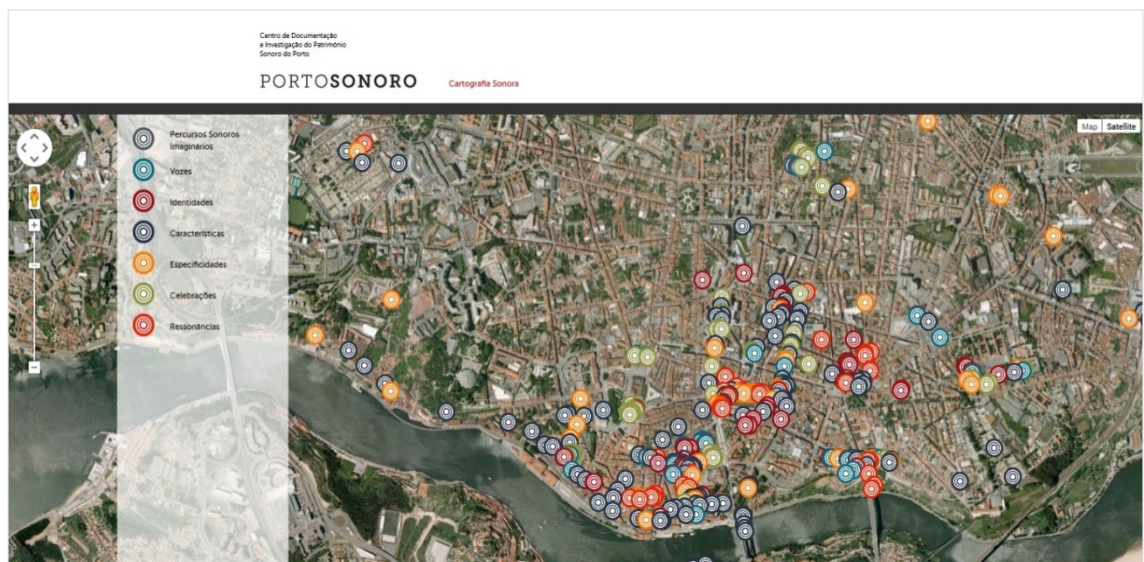 Centro de Documentação
e Investigação do Património
Sonoro do Porto
PORTOSONORO
Cartografia Sonora
Map
Satellite
Percursos Sonoros
Imaginários
Vozes
Identidades
Características
Especificidades
Celebrações
Ressonâncias